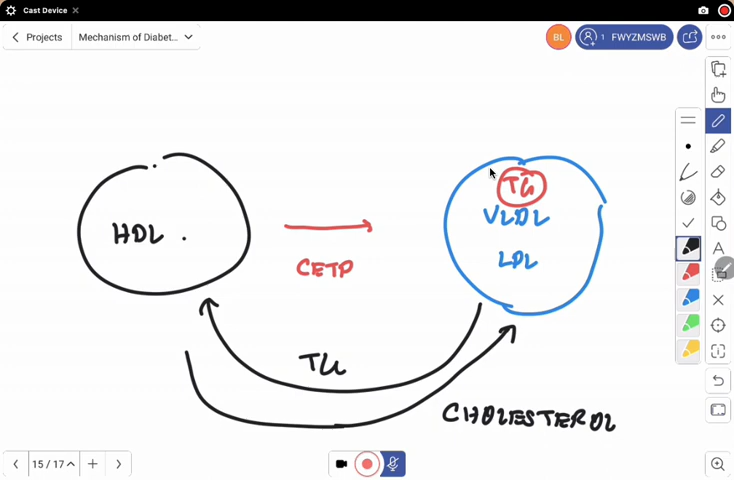 Cast Device
Projects
Mechanism of Diabet...
BL
1 FWYZMSWB
HDL
CETP
TG
VLDL
LDL
TG
CHOLESTEROL
A
15 / 17